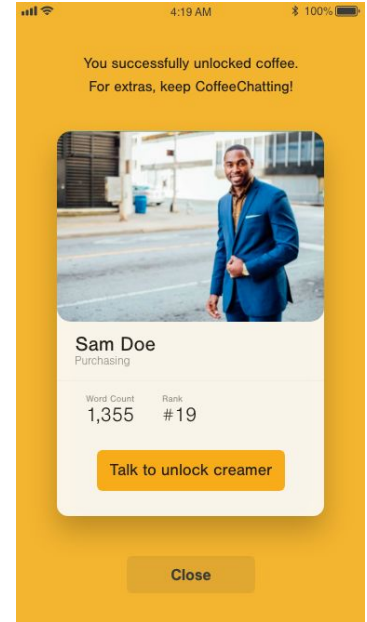 4:19 AM
100%
You successfully unlocked coffee.
For extras, keep CoffeeChatting!
Sam Doe
Purchasing
Word Count Rank
1,355 #19
Talk to unlock creamer
Close